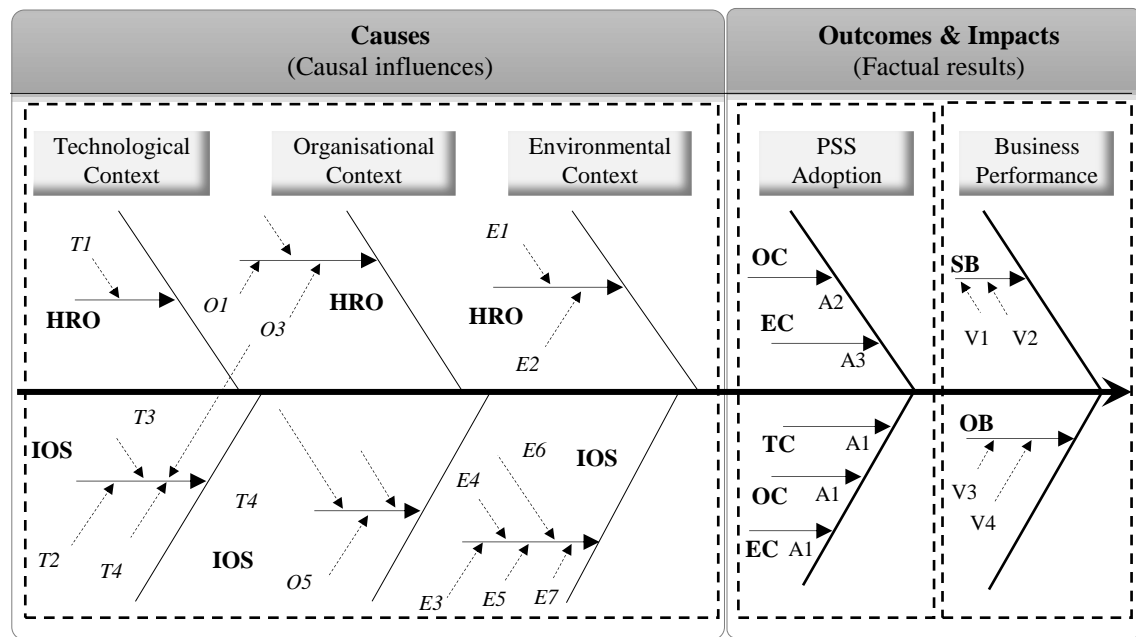 Causes
(Causal influences)
Outcomes & Impacts
(Factual results)
Technological
Context
Organisational
Context
Environmental
Context
PSS
Adoption
Business
Performance
T1
HRO
O1
O3
HRO
E1
HRO
E2
OC
A2
EC
A3
SB
V1
V2
T3
IOS
T2
T4
T4
IOS
O5
E6
IOS
E4
E3
E5
E7
TC
A1
OC
A1
EC
A1
OB
V3
V4